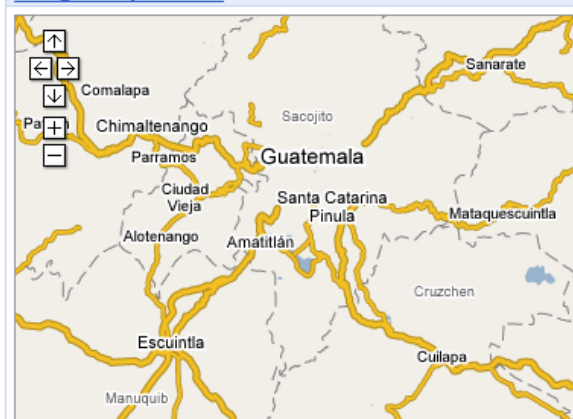 Sanarate
Comalapa
Sacojito
Chimaltenango
Guatemala
Parramos
Ciudad
Vieja
Santa Catarina
Pinula
Mataquescuintla
Alotenango
Amatitlán
Cruzchen
Escuintla
Cuilapa
Manuquib